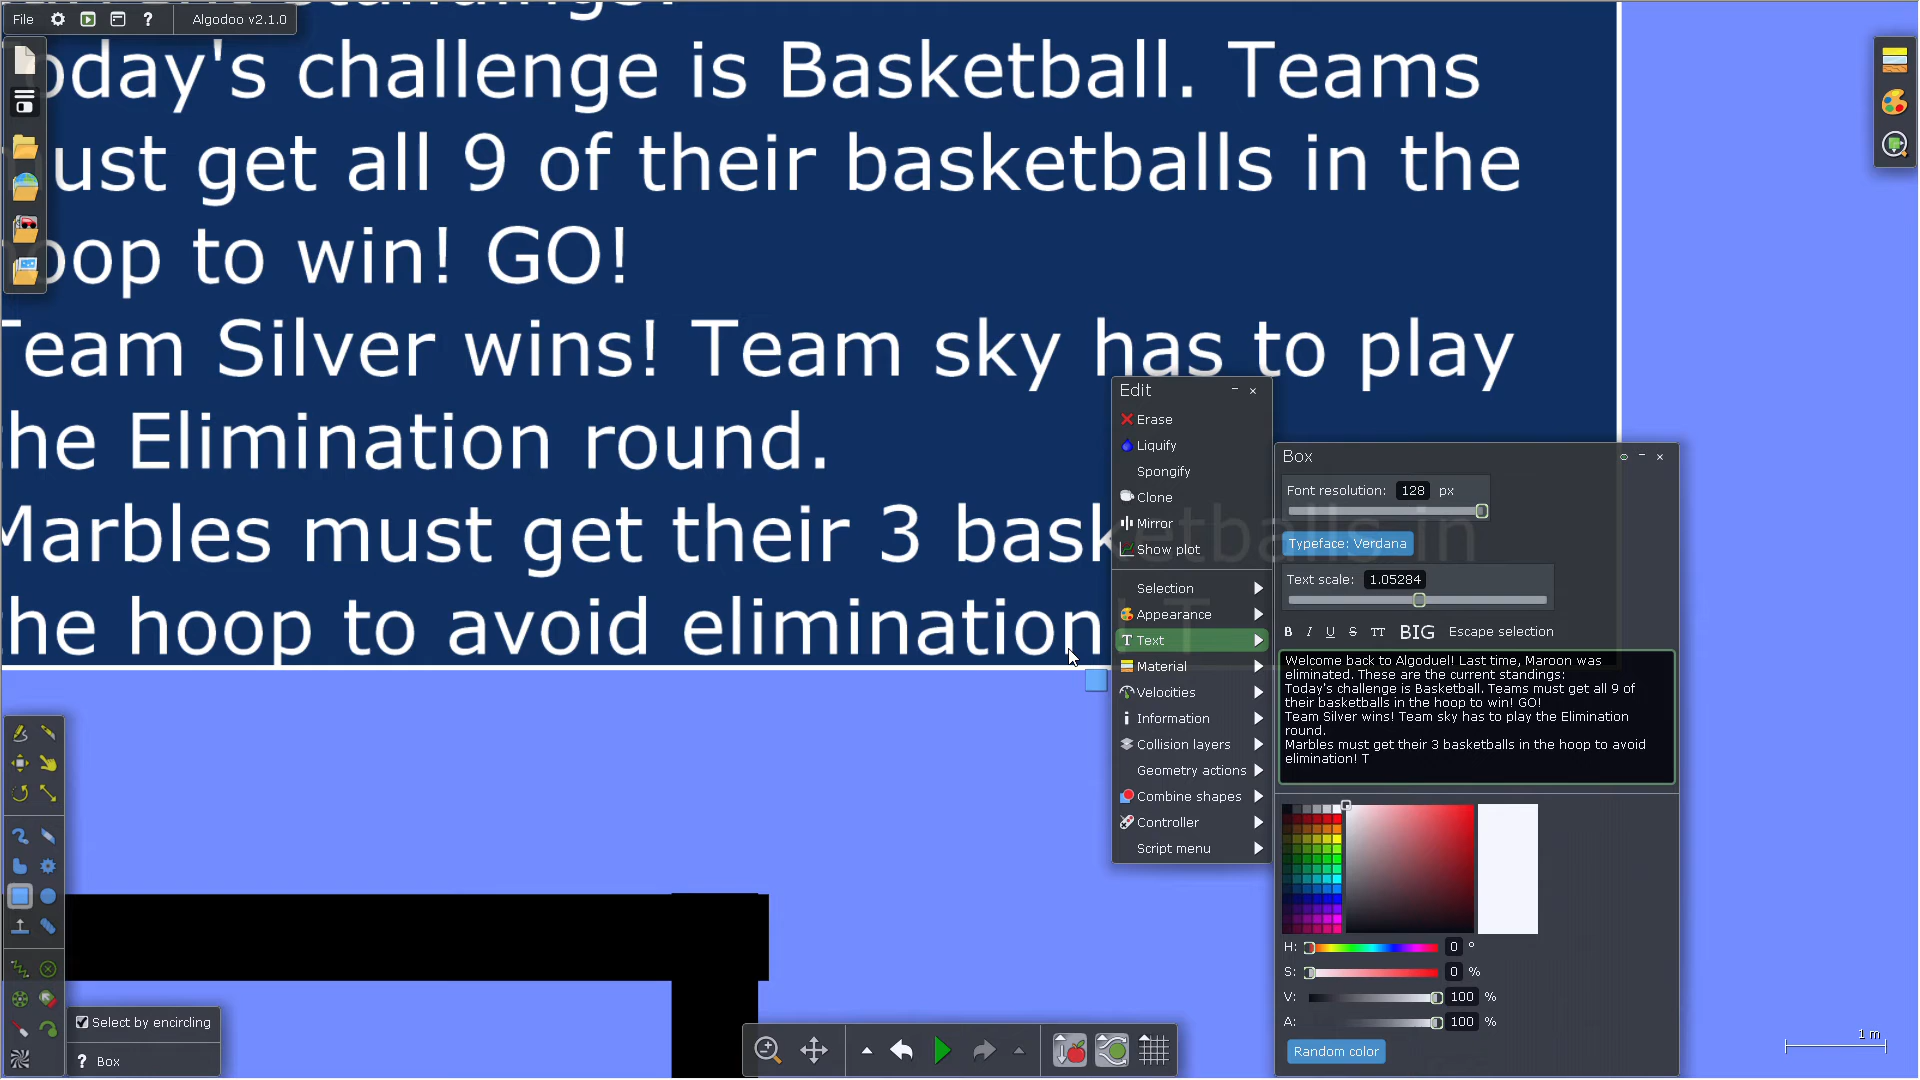 File ? Algodoo v2.1.0
oday's challenge is Basketball. Teams
ust get all 9 of their basketballs in the
oop to win! GO!
Team Silver wins! Team sky has to play
he Elimination round.
Marbles must get their 3 basketballs in
he hoop to avoid elimination! T
Edit
Erase
Liquify
Spongify
Clone
Mirror
Show plot
Selection
Appearance
T Text
Material
Velocities
Information
Collision layers
Geometry actions
Combine shapes
Controller
Script menu
Box
Font resolution: 128 px
Typeface: Verdana
Text scale: 1.05284
B I U S TT BIG Escape selection
Welcome back to Algoduel! Last time, Maroon was
eliminated. These are the current standings:
Today's challenge is Basketball. Teams must get all 9 of
their basketballs in the hoop to win! GO!
Team Silver wins! Team sky has to play the Elimination
round.
Marbles must get their 3 basketballs in the hoop to avoid
elimination! T
H: 0 °
S: 0 %
V: 100 %
A: 100 %
Random color
Select by encircling
? Box
1 m